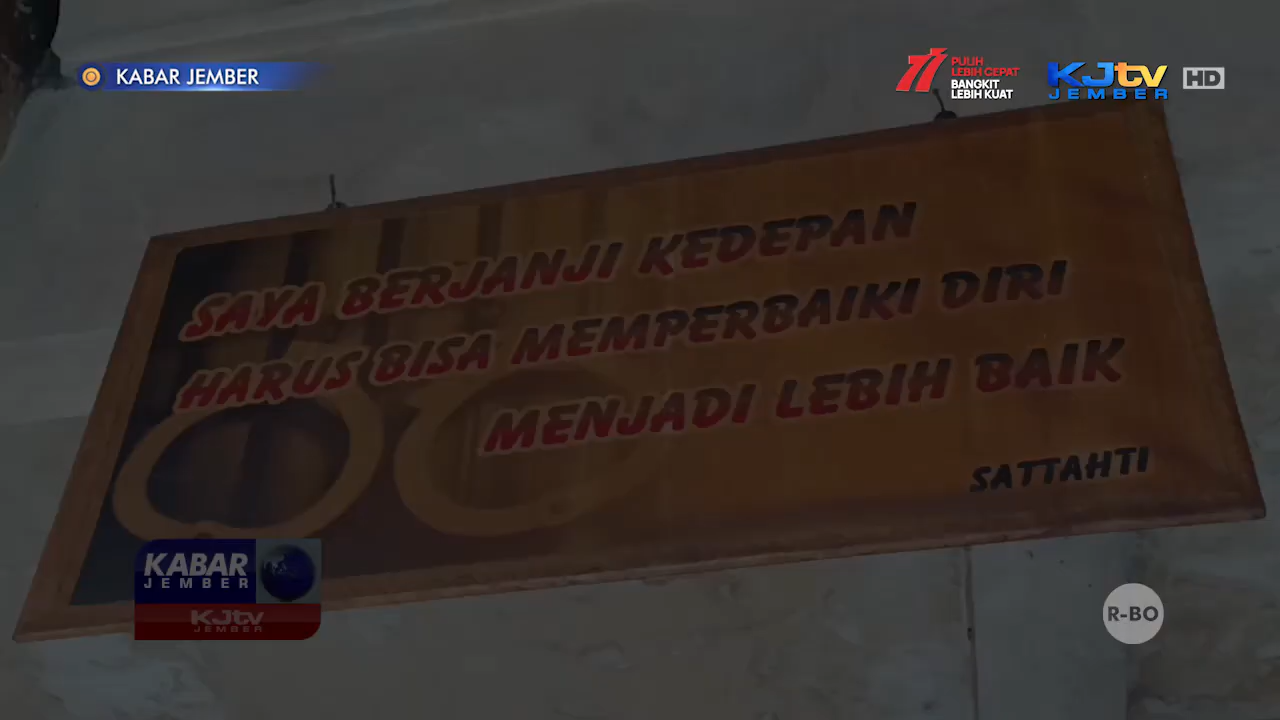 KABAR JEMBER
77
PULIH
LEBIH CEPAT
BANGKIT
LEBIH KUAT
KJtv
JEMBER
HD
SAYA BERJANJI KEDEPAN
HARUS BISA MEMPERBAIKI DIRI
MENJADI LEBIH BAIK
SATTAHTI
KABAR
JEMBER
KJtv
JEMBER
R-BO